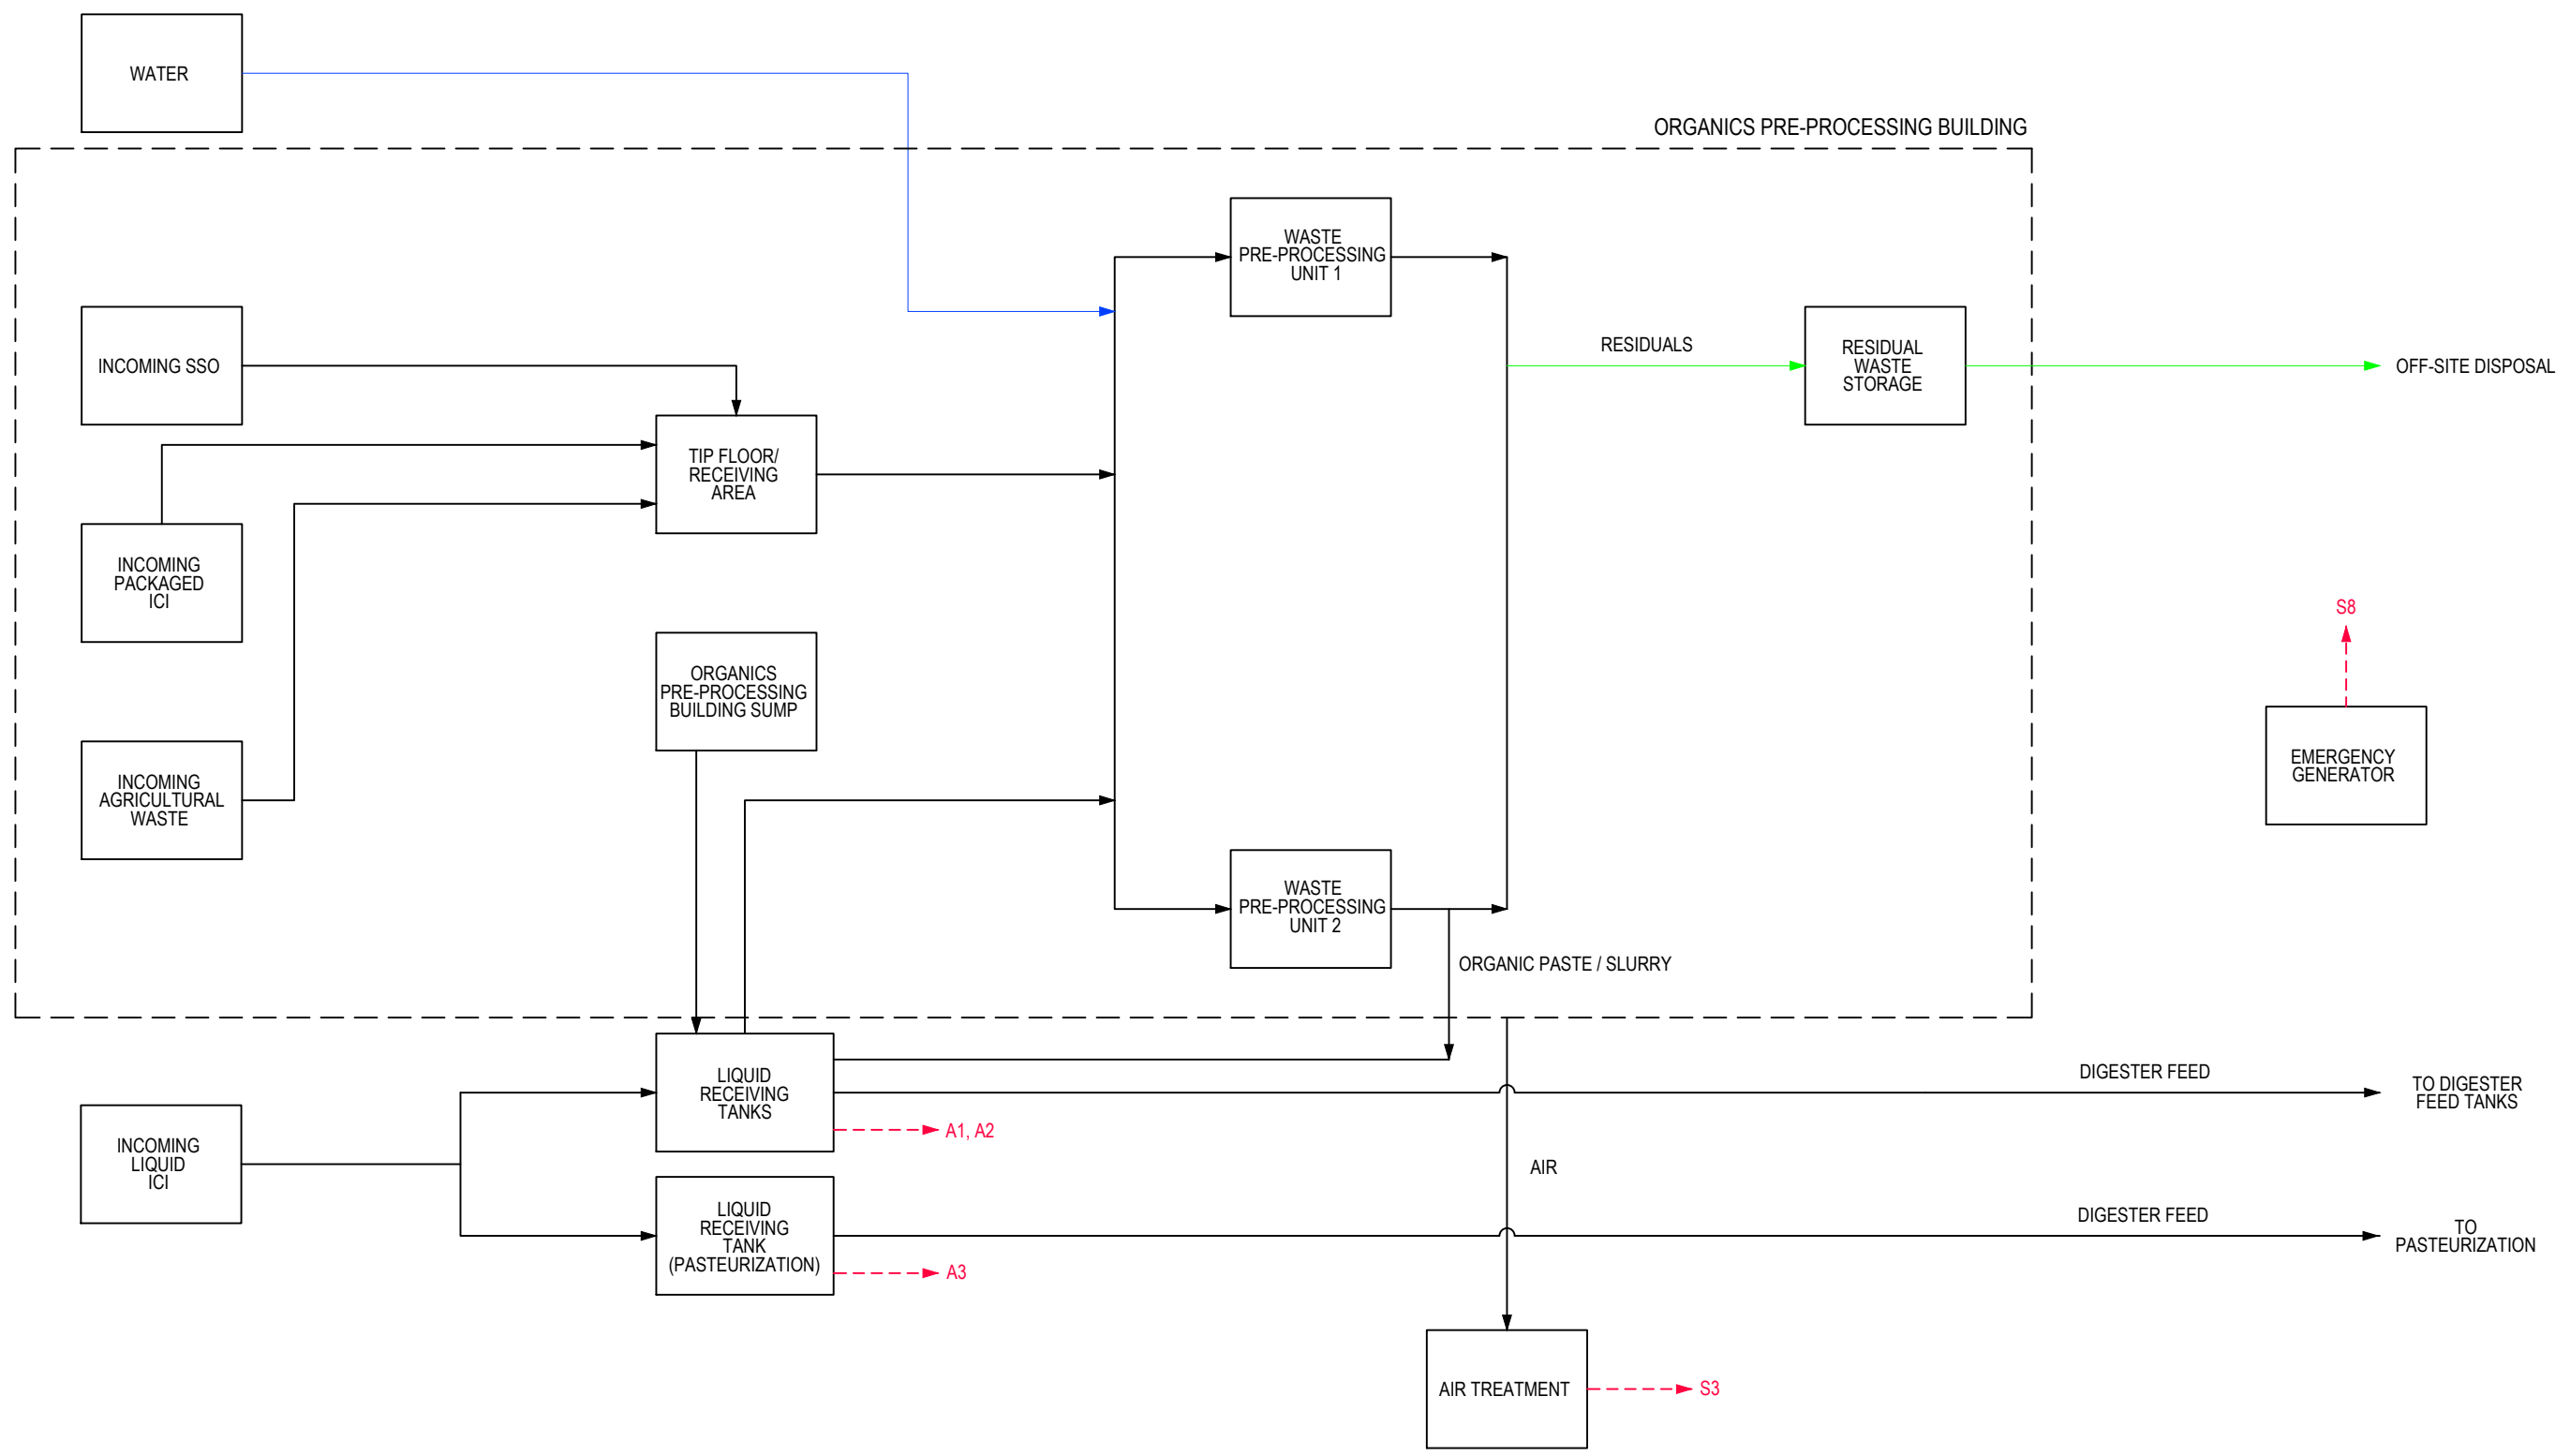 WATER
ORGANICS PRE-PROCESSING BUILDING
WASTE
PRE-PROCESSING
UNIT 1
INCOMING SSO
RESIDUALS
RESIDUAL
WASTE
STORAGE
OFF-SITE DISPOSAL
TIP FLOOR/
RECEIVING
AREA
INCOMING
PACKAGED
ICI
S8
ORGANICS
PRE-PROCESSING
BUILDING SUMP
EMERGENCY
GENERATOR
INCOMING
AGRICULTURAL
WASTE
WASTE
PRE-PROCESSING
UNIT 2
ORGANIC PASTE / SLURRY
LIQUID
RECEIVING
TANKS
DIGESTER FEED
TO DIGESTER
FEED TANKS
A1, A2
INCOMING
LIQUID
ICI
AIR
LIQUID
RECEIVING
TANK
(PASTEURIZATION)
DIGESTER FEED
TO
PASTEURIZATION
A3
AIR TREATMENT
S3